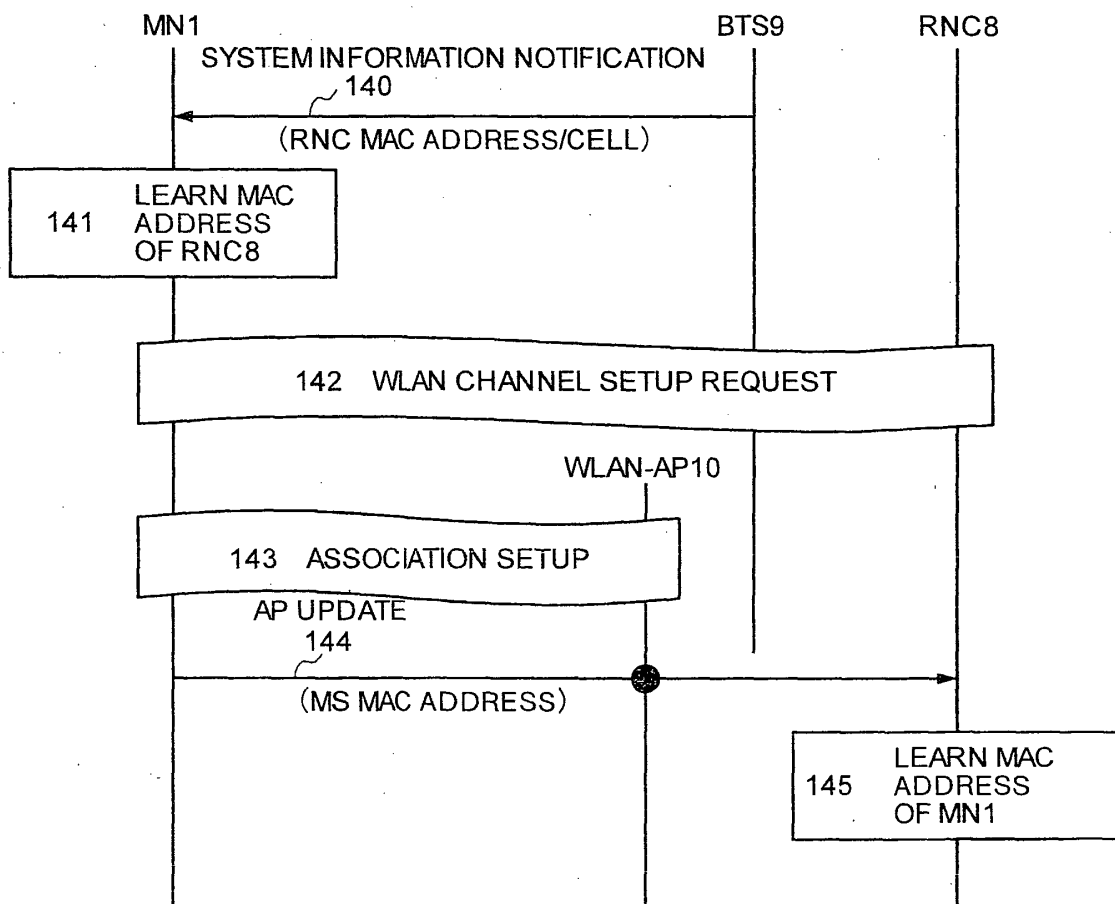 MN1
BTS9
RNC8
SYSTEM INFORMATION NOTIFICATION
140
(RNC MAC ADDRESS/CELL)
141
LEARN MAC
ADDRESS
OF RNC8
142 WLAN CHANNEL SETUP REQUEST
WLAN-AP10
143 ASSOCIATION SETUP
AP UPDATE
144
(MS MAC ADDRESS)
145
LEARN MAC
ADDRESS
OF MN1